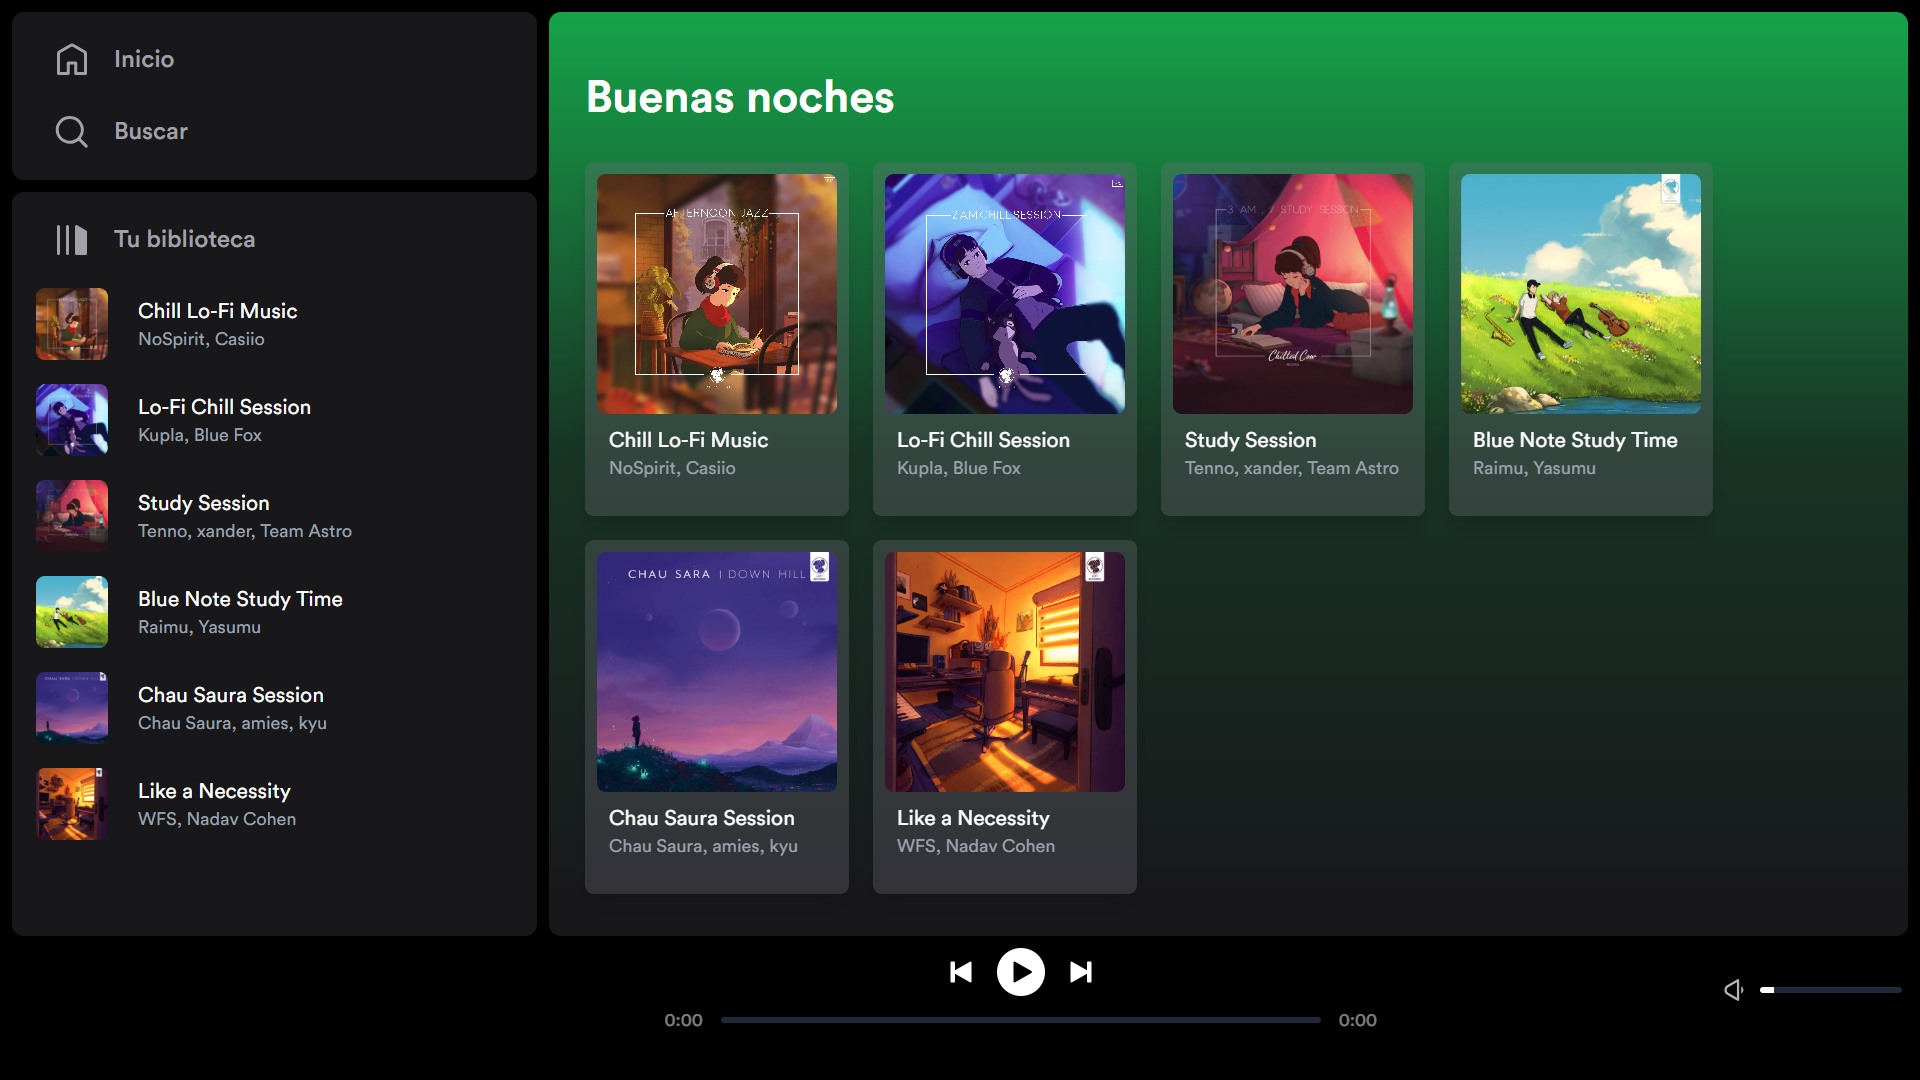 Inicio
Buscar
Tu biblioteca
Chill Lo-Fi Music
NoSpirit, Casiio
Lo-Fi Chill Session
Kupla, Blue Fox
Study Session
Tenno, xander, Team Astro
Blue Note Study Time
Raimu, Yasumu
Chau Saura Session
Chau Saura, amies, kyu
Like a Necessity
WFS, Nadav Cohen
Buenas noches
AFTERNOON JAZZ
Chill Lo-Fi Music
NoSpirit, Casiio
2 AM CHILL SESSION
Lo-Fi Chill Session
Kupla, Blue Fox
3 AM . / STUDY SESSION
Chilled Cow
Study Session
Tenno, xander, Team Astro
Blue Note Study Time
Raimu, Yasumu
CHAU SARA | DOWN HILL
Chau Saura Session
Chau Saura, amies, kyu
Like a Necessity
WFS, Nadav Cohen
0:00
0:00